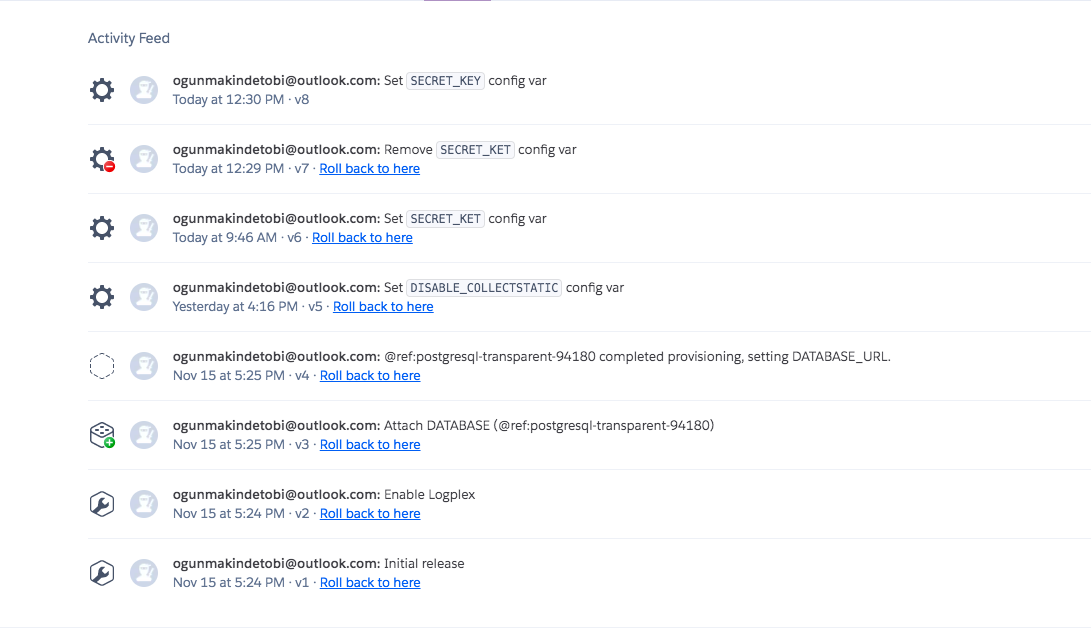 Activity Feed
ogunmakindetobi@outlook.com: Set SECRET_KEY config var
Today at 12:30 PM · v8
ogunmakindetobi@outlook.com: Remove SECRET_KET config var
Today at 12:29 PM · v7 · Roll back to here
ogunmakindetobi@outlook.com: Set SECRET_KET config var
Today at 9:46 AM · v6 · Roll back to here
ogunmakindetobi@outlook.com: Set DISABLE_COLLECTSTATIC config var
Yesterday at 4:16 PM · v5 · Roll back to here
ogunmakindetobi@outlook.com: @ref:postgresql-transparent-94180 completed provisioning, setting DATABASE_URL.
Nov 15 at 5:25 PM · v4 · Roll back to here
ogunmakindetobi@outlook.com: Attach DATABASE (@ref:postgresql-transparent-94180)
Nov 15 at 5:25 PM · v3 · Roll back to here
ogunmakindetobi@outlook.com: Enable Logplex
Nov 15 at 5:24 PM · v2 · Roll back to here
ogunmakindetobi@outlook.com: Initial release
Nov 15 at 5:24 PM · v1 · Roll back to here